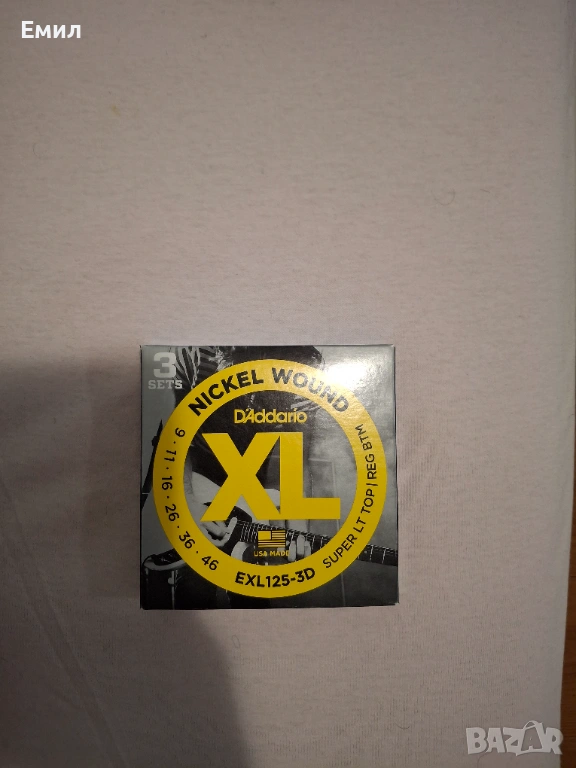 Емил
3
SETS
NICKEL WOUND
D'Addario
XL
9 · 11 · 16 · 26 · 36 · 46
USA MADE
EXL125-3D
SUPER LT TOP | REG BTM
BAZAR